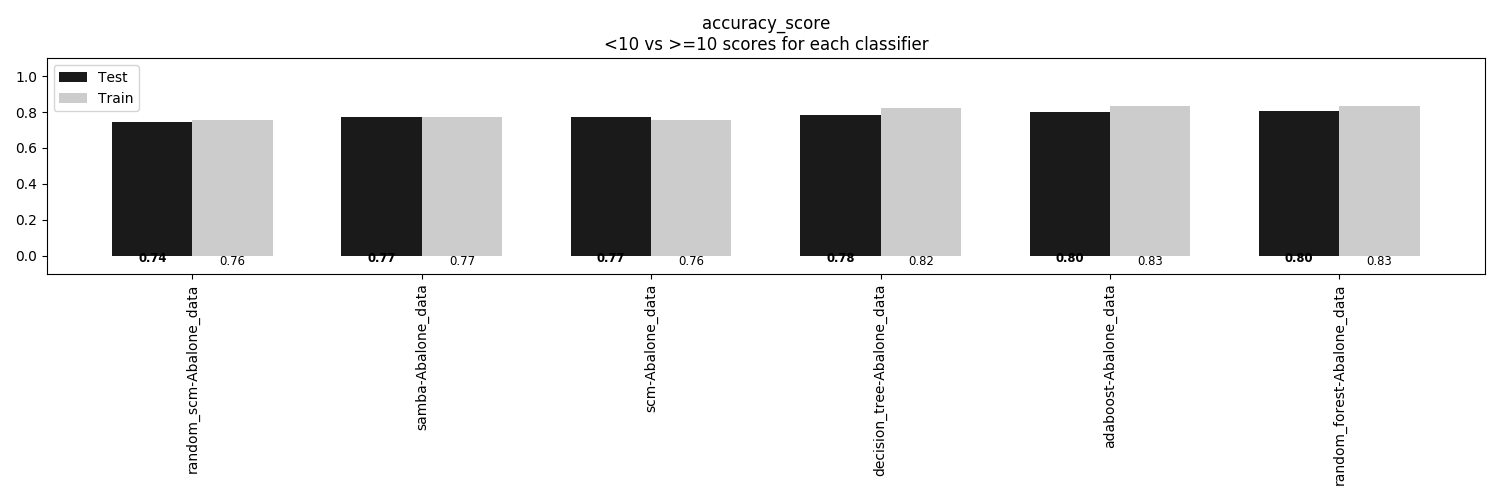 accuracy_score
<10 vs >=10 scores for each classifier
Test
Train
1.0
0.8
0.6
0.4
0.2
0.0
0.74
0.76
0.77
0.77
0.77
0.76
0.78
0.82
0.80
0.83
0.80
0.83
random_scm-Abalone_data
samba-Abalone_data
scm-Abalone_data
decision_tree-Abalone_data
adaboost-Abalone_data
random_forest-Abalone_data